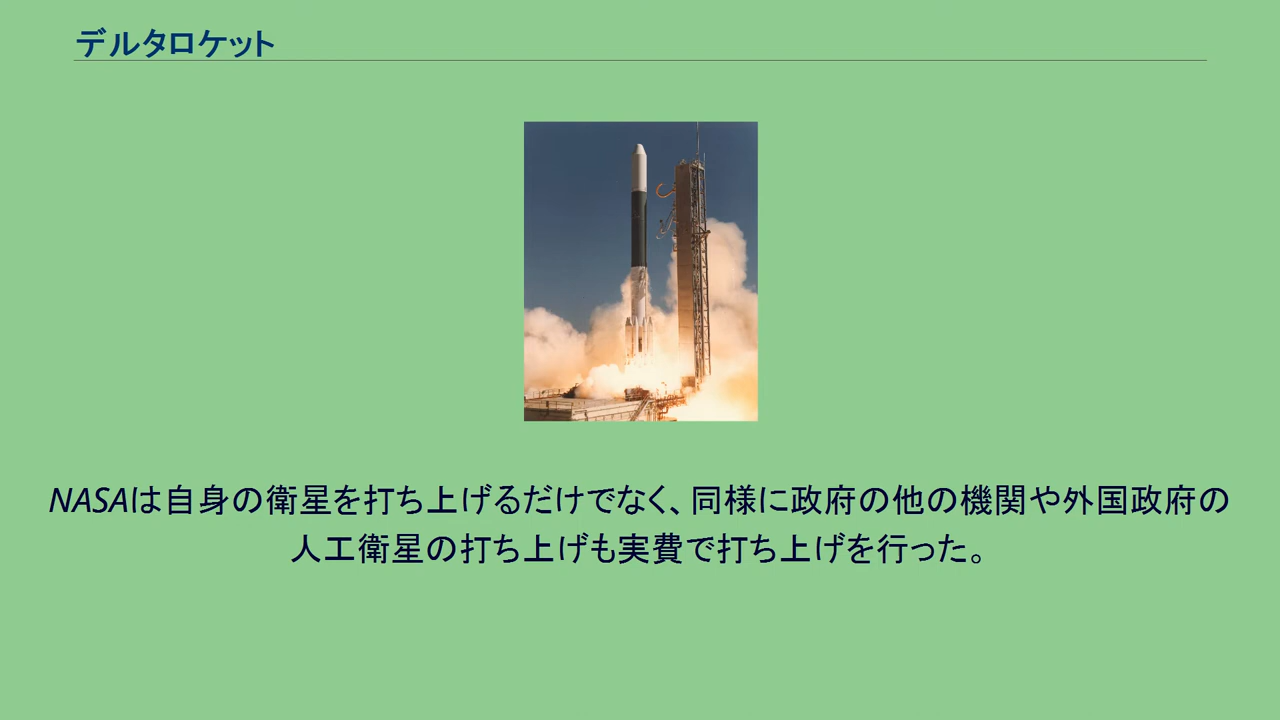 デルタロケット
NASAは自身の衛星を打ち上げるだけでなく、同様に政府の他の機関や外国政府の
人工衛星の打ち上げも実費で打ち上げを行った。